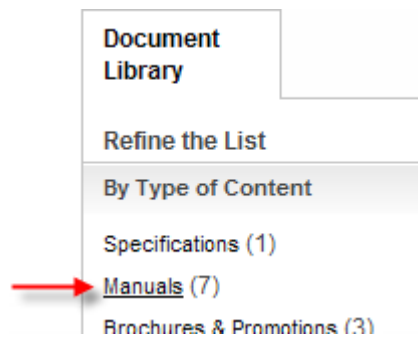 Document
Library
Refine the List
By Type of Content
Specifications (1)
Manuals (7)
Brochures & Promotions (3)